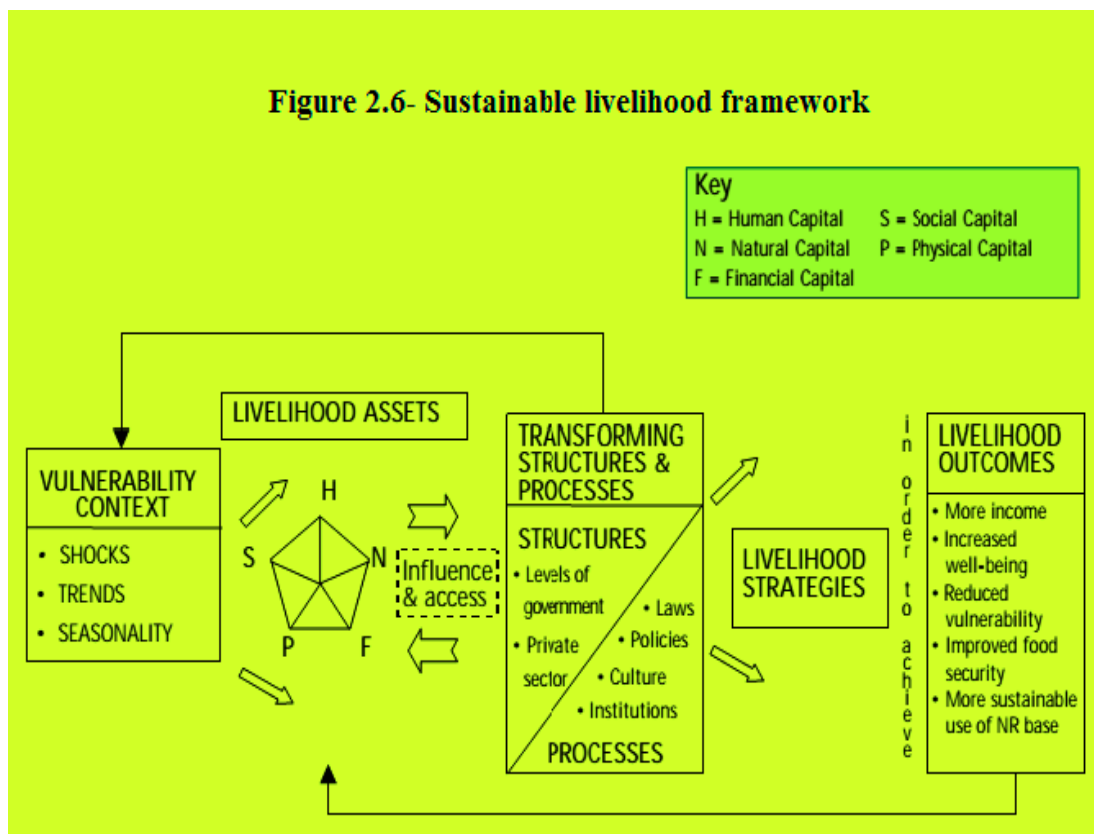 Figure 2.6- Sustainable livelihood framework
Key
H = Human Capital S = Social Capital
N = Natural Capital P = Physical Capital
F = Financial Capital
LIVELIHOOD ASSETS
VULNERABILITY
CONTEXT
• SHOCKS
• TRENDS
• SEASONALITY
H
S
N
P
F
Influence
& access
TRANSFORMING
STRUCTURES &
PROCESSES
STRUCTURES
• Levels of
government
• Private
sector
• Laws
• Policies
• Culture
• Institutions
PROCESSES
LIVELIHOOD
STRATEGIES
in order to achieve
LIVELIHOOD
OUTCOMES
• More income
• Increased
well-being
• Reduced
vulnerability
• Improved food
security
• More sustainable
use of NR base